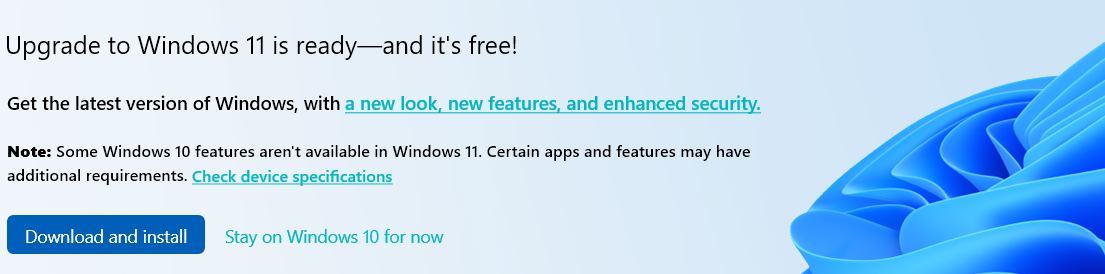 Upgrade to Windows 11 is ready—and it's free!
Get the latest version of Windows, with a new look, new features, and enhanced security.
Note: Some Windows 10 features aren't available in Windows 11. Certain apps and features may have
additional requirements. Check device specifications
Download and install
Stay on Windows 10 for now